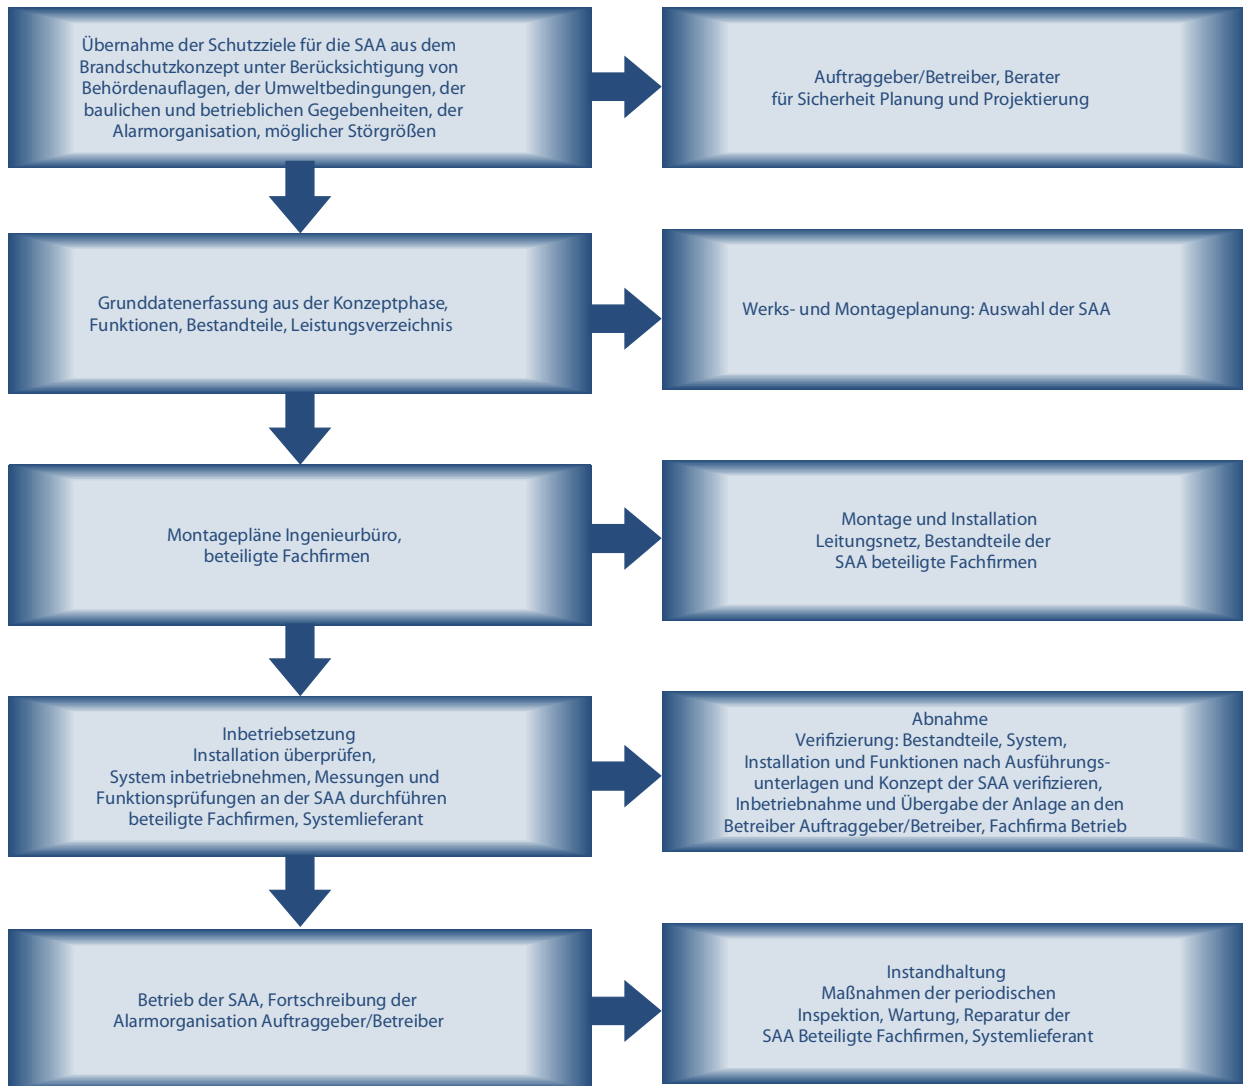 Übernahme der Schutzziele für die SAA aus dem
Brandschutzkonzept unter Berücksichtigung von
Behördenauflagen, der Umweltbedingungen, der
baulichen und betrieblichen Gegebenheiten, der
Alarmorganisation, möglicher Störgrößen
Auftraggeber/Betreiber, Berater
für Sicherheit Planung und Projektierung
Grunddatenerfassung aus der Konzeptphase,
Funktionen, Bestandteile, Leistungsverzeichnis
Werks- und Montageplanung: Auswahl der SAA
Montagepläne Ingenieurbüro,
beteiligte Fachfirmen
Montage und Installation
Leitungsnetz, Bestandteile der
SAA beteiligte Fachfirmen
Inbetriebsetzung
Installation überprüfen,
System inbetriebnehmen, Messungen und
Funktionsprüfungen an der SAA durchführen
beteiligte Fachfirmen, Systemlieferant
Abnahme
Verifizierung: Bestandteile, System,
Installation und Funktionen nach Ausführungs-
unterlagen und Konzept der SAA verifizieren,
Inbetriebnahme und Übergabe der Anlage an den
Betreiber Auftraggeber/Betreiber, Fachfirma Betrieb
Betrieb der SAA, Fortschreibung der
Alarmorganisation Auftraggeber/Betreiber
Instandhaltung
Maßnahmen der periodischen
Inspektion, Wartung, Reparatur der
SAA Beteiligte Fachfirmen, Systemlieferant